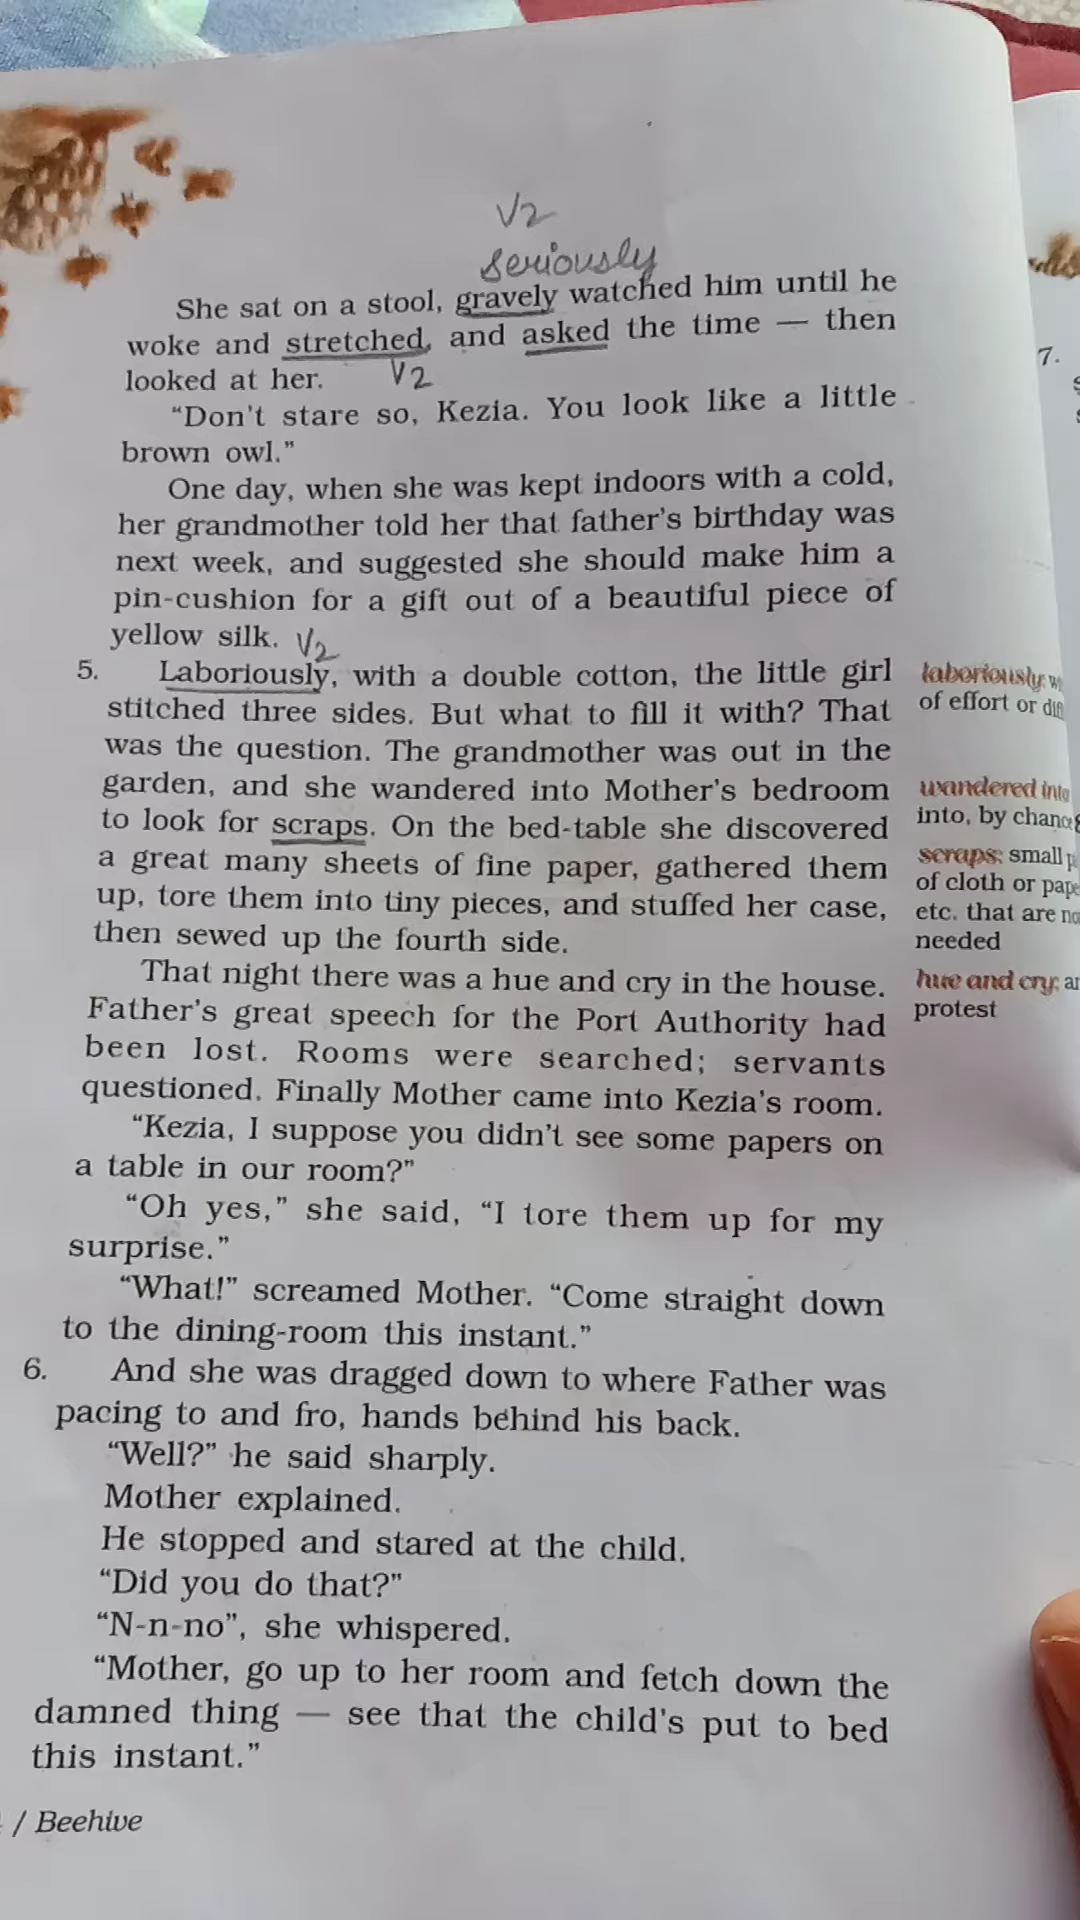 V2
seriously
She sat on a stool, gravely watched him until he
woke and stretched, and asked the time — then
looked at her. V2
“Don't stare so, Kezia. You look like a little
brown owl.”
One day, when she was kept indoors with a cold,
her grandmother told her that father's birthday was
next week, and suggested she should make him a
pin-cushion for a gift out of a beautiful piece of
yellow silk. V2
5. Laboriously, with a double cotton, the little girl
stitched three sides. But what to fill it with? That
was the question. The grandmother was out in the
garden, and she wandered into Mother's bedroom
to look for scraps. On the bed-table she discovered
a great many sheets of fine paper, gathered them
up, tore them into tiny pieces, and stuffed her case,
then sewed up the fourth side.
That night there was a hue and cry in the house.
Father's great speech for the Port Authority had
been lost. Rooms were searched; servants
questioned. Finally Mother came into Kezia's room.
“Kezia, I suppose you didn't see some papers on
a table in our room?”
“Oh yes,” she said, “I tore them up for my
surprise.”
“What!” screamed Mother. “Come straight down
to the dining-room this instant.”
6. And she was dragged down to where Father was
pacing to and fro, hands behind his back.
“Well?” he said sharply.
Mother explained.
He stopped and stared at the child.
“Did you do that?”
“N-n-no”, she whispered.
“Mother, go up to her room and fetch down the
damned thing — see that the child's put to bed
this instant.”
/ Beehive
laboriously:
of effort or
wandered into
into, by
scraps: small
of cloth or
etc. that are
needed
hue and cry:
protest
7.